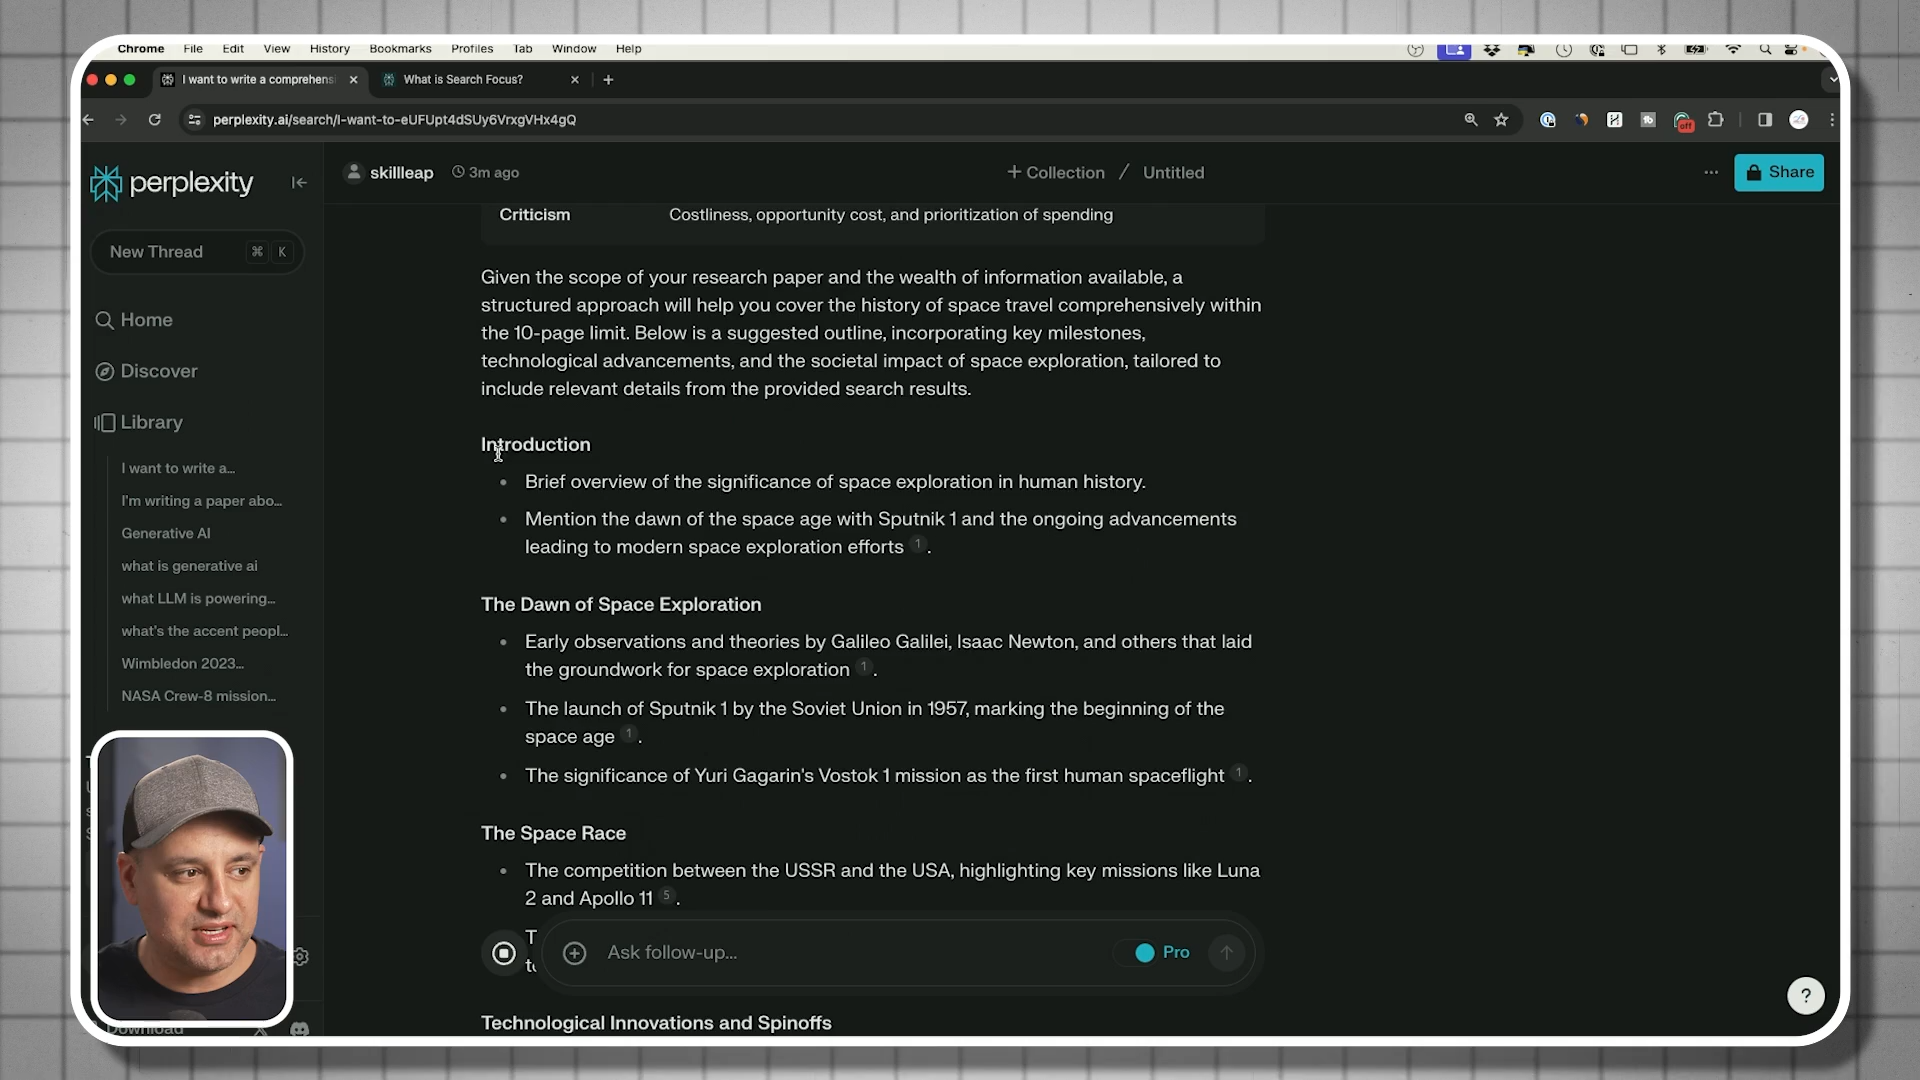 Chrome File Edit View History Bookmarks Profiles Tab Window Help
I want to write a comprehens
What is Search Focus?
perplexity.ai/search/I-want-to-eUFUpt4dSUy6VrxgVHx4gQ
off
perplexity
skillleap
3m ago
+ Collection / Untitled
Share
New Thread ⌘ K
Home
Discover
Library
I want to write a...
I'm writing a paper abo...
Generative AI
what is generative ai
what LLM is powering...
what's the accent peopl...
Wimbledon 2023...
NASA Crew-8 mission...
Download
Criticism Costliness, opportunity cost, and prioritization of spending
Given the scope of your research paper and the wealth of information available, a
structured approach will help you cover the history of space travel comprehensively within
the 10-page limit. Below is a suggested outline, incorporating key milestones,
technological advancements, and the societal impact of space exploration, tailored to
include relevant details from the provided search results.
Introduction
• Brief overview of the significance of space exploration in human history.
• Mention the dawn of the space age with Sputnik 1 and the ongoing advancements
leading to modern space exploration efforts 1 .
The Dawn of Space Exploration
• Early observations and theories by Galileo Galilei, Isaac Newton, and others that laid
the groundwork for space exploration 1 .
• The launch of Sputnik 1 by the Soviet Union in 1957, marking the beginning of the
space age 1 .
• The significance of Yuri Gagarin's Vostok 1 mission as the first human spaceflight 1 .
The Space Race
• The competition between the USSR and the USA, highlighting key missions like Luna
2 and Apollo 11 5 .
Ask follow-up...
Pro
?
Technological Innovations and Spinoffs